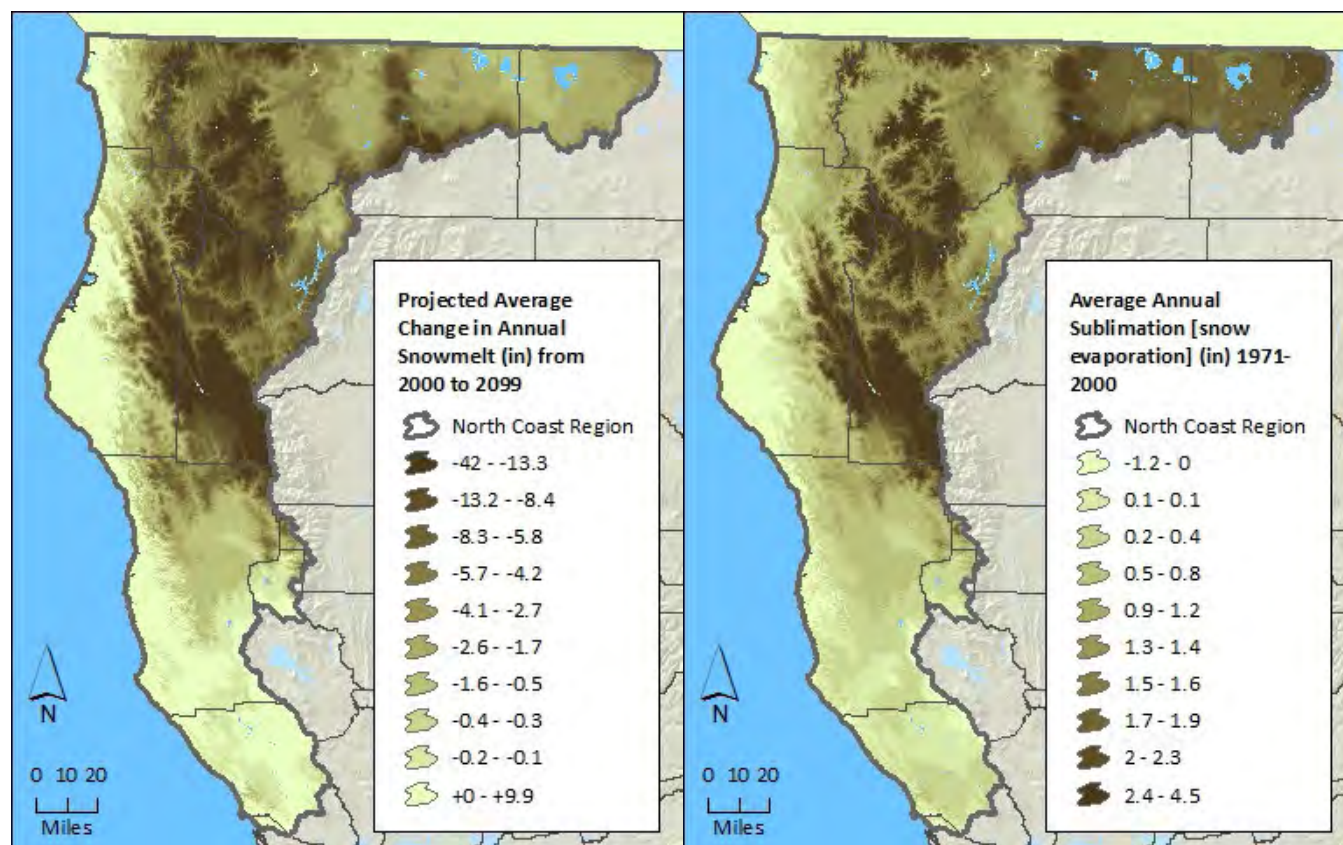 Projected Average
Change in Annual
Snowmelt (in) from
2000 to 2099
North Coast Region
-42 - -13.3
-13.2 - -8.4
-8.3 - -5.8
-5.7 - -4.2
-4.1 - -2.7
-2.6 - -1.7
-1.6 - -0.5
-0.4 - -0.3
-0.2 - -0.1
+0 - +9.9
N
0 10 20
Miles
Average Annual
Sublimation [snow
evaporation] (in) 1971-
2000
North Coast Region
-1.2 - 0
0.1 - 0.1
0.2 - 0.4
0.5 - 0.8
0.9 - 1.2
1.3 - 1.4
1.5 - 1.6
1.7 - 1.9
2 - 2.3
2.4 - 4.5
N
0 10 20
Miles